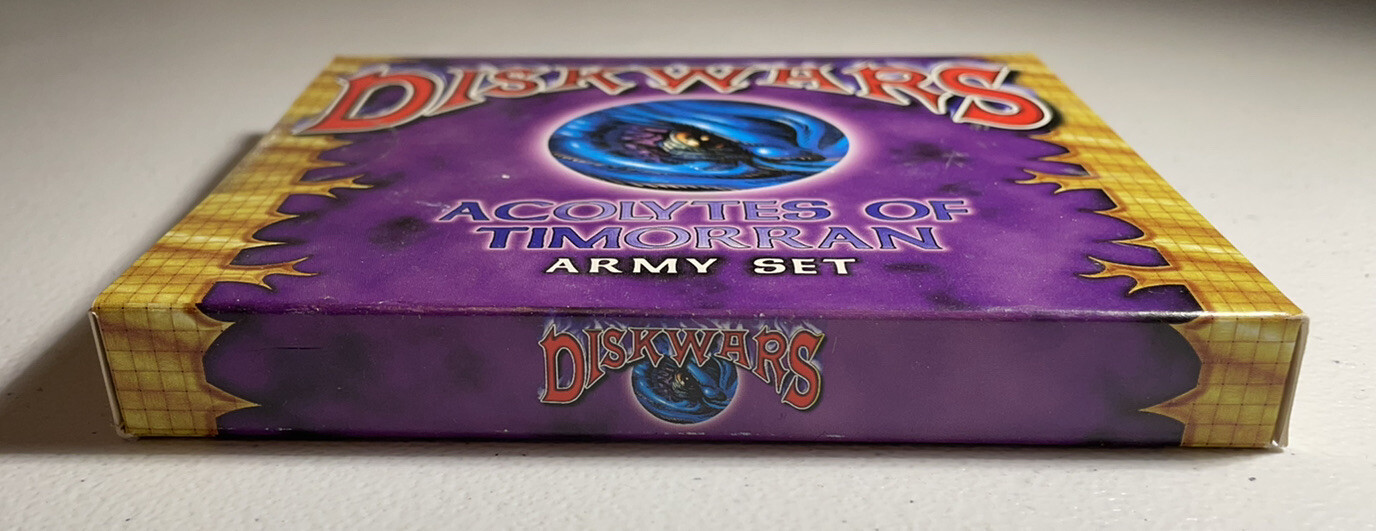 DISKWARS
ACOLYTES OF
TIMORRAN
ARMY SET
DISKWARS